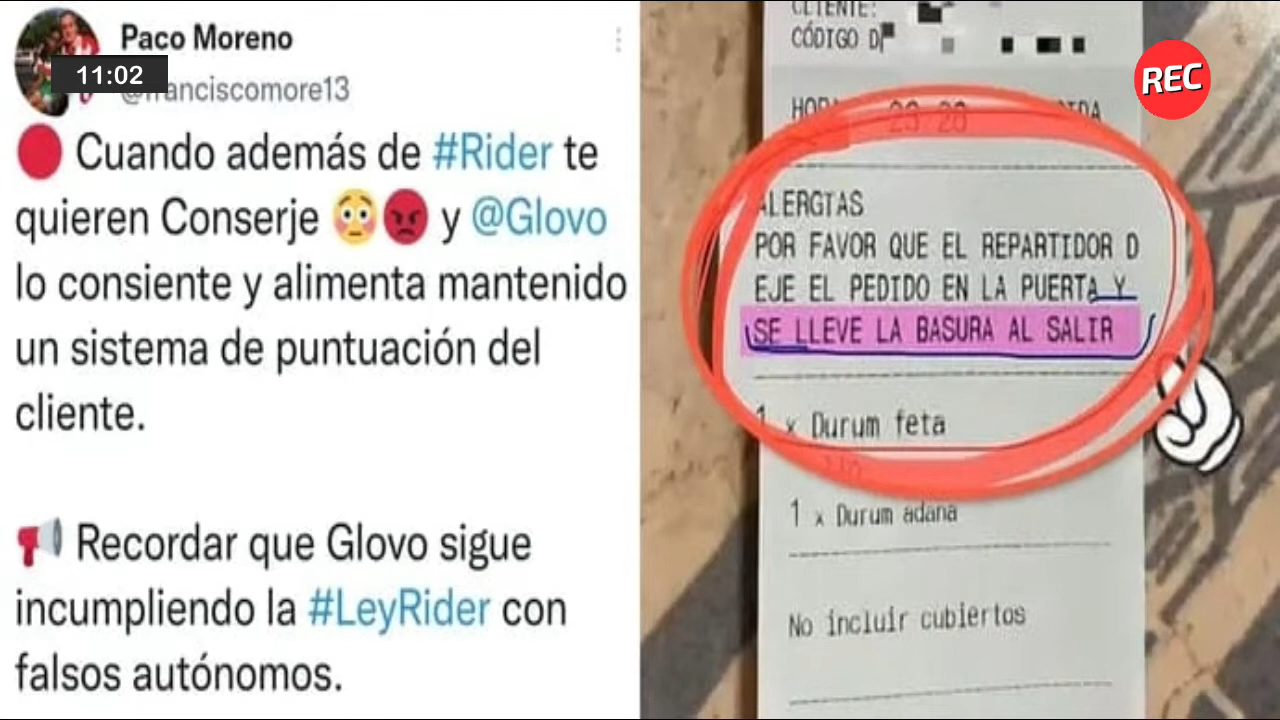 Paco Moreno
11:02
@franciscomore13
🔴 Cuando además de #Rider te
quieren Conserje 😳😡 y @Glovo
lo consiente y alimenta mantenido
un sistema de puntuación del
cliente.
📢 Recordar que Glovo sigue
incumpliendo la #LeyRider con
falsos autónomos.
CLIENTE:
CÓDIGO
REC
23:20
ALERGIAS
POR FAVOR QUE EL REPARTIDOR D
EJE EL PEDIDO EN LA PUERTA Y
SE LLEVE LA BASURA AL SALIR
1 x Durum feta
1 x Durum adana
No incluir cubiertos